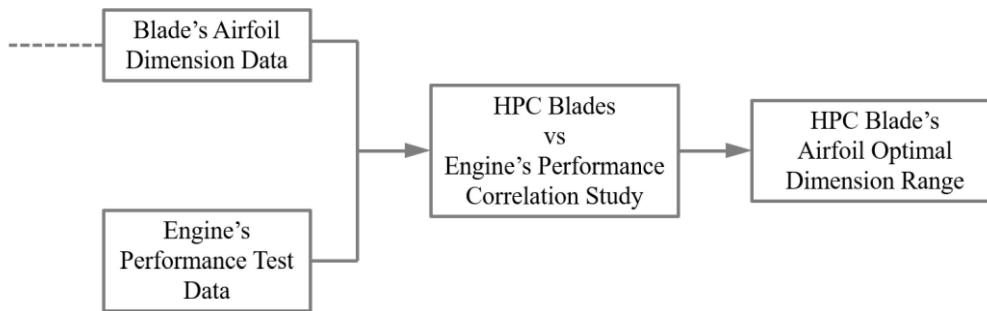 Blade’s Airfoil
Dimension Data
Engine’s
Performance Test
Data
HPC Blades
vs
Engine’s Performance
Correlation Study
HPC Blade’s
Airfoil Optimal
Dimension Range